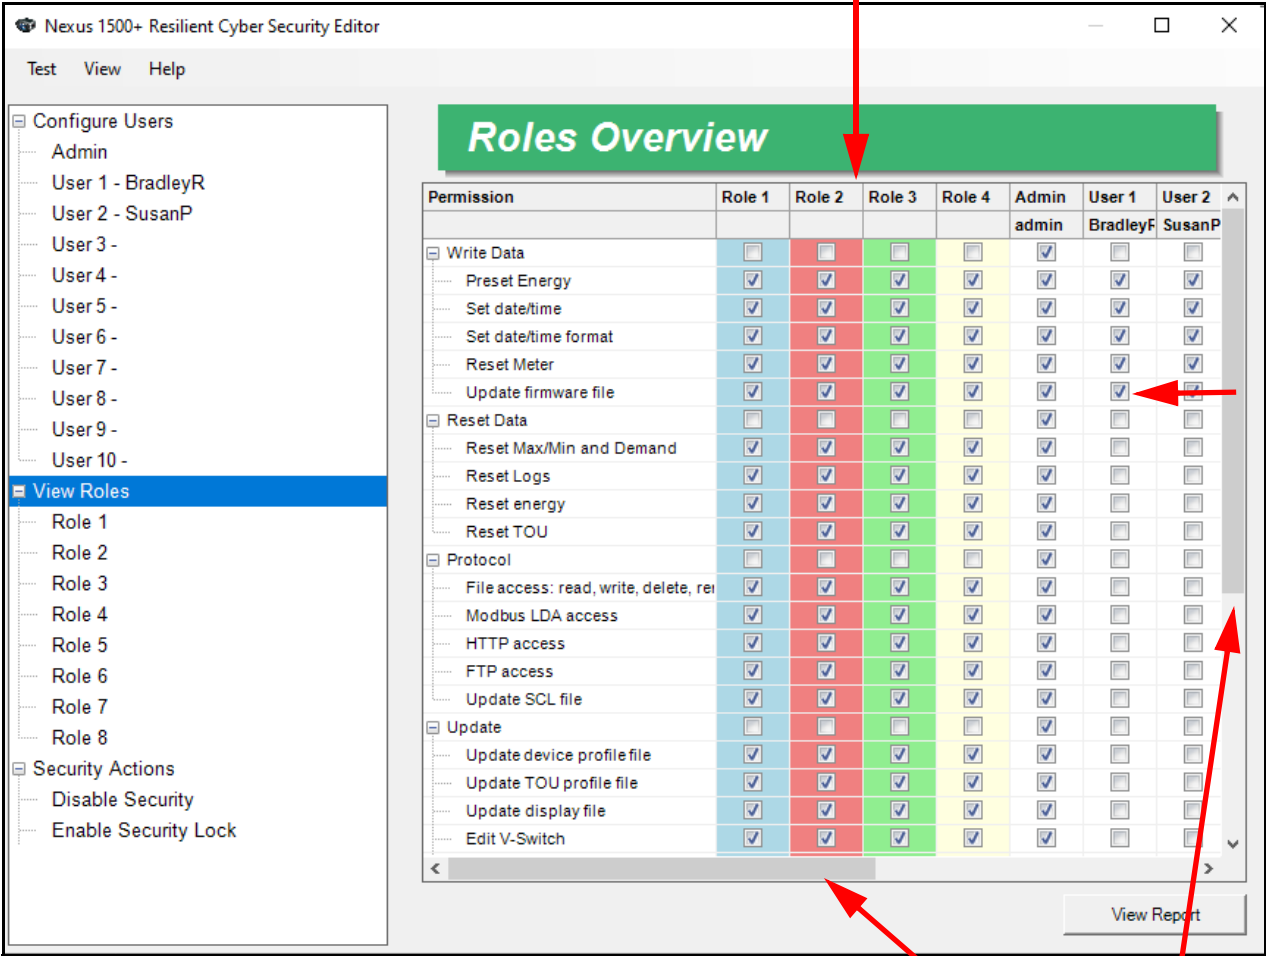 Nexus 1500+ Resilient Cyber Security Editor
Test View Help
Configure Users
Admin
User 1 - BradleyR
User 2 - SusanP
User 3 -
User 4 -
User 5 -
User 6 -
User 7 -
User 8 -
User 9 -
User 10 -
View Roles
Role 1
Role 2
Role 3
Role 4
Role 5
Role 6
Role 7
Role 8
Security Actions
Disable Security
Enable Security Lock
Roles Overview
Permission Role 1 Role 2 Role 3 Role 4 Admin User 1 User 2
admin BradleyR SusanP
Write Data
Preset Energy
Set date/time
Set date/time format
Reset Meter
Update firmware file
Reset Data
Reset Max/Min and Demand
Reset Logs
Reset energy
Reset TOU
Protocol
File access: read, write, delete, rer
Modbus LDA access
HTTP access
FTP access
Update SCL file
Update
Update device profile file
Update TOU profile file
Update display file
Edit V-Switch
View Report